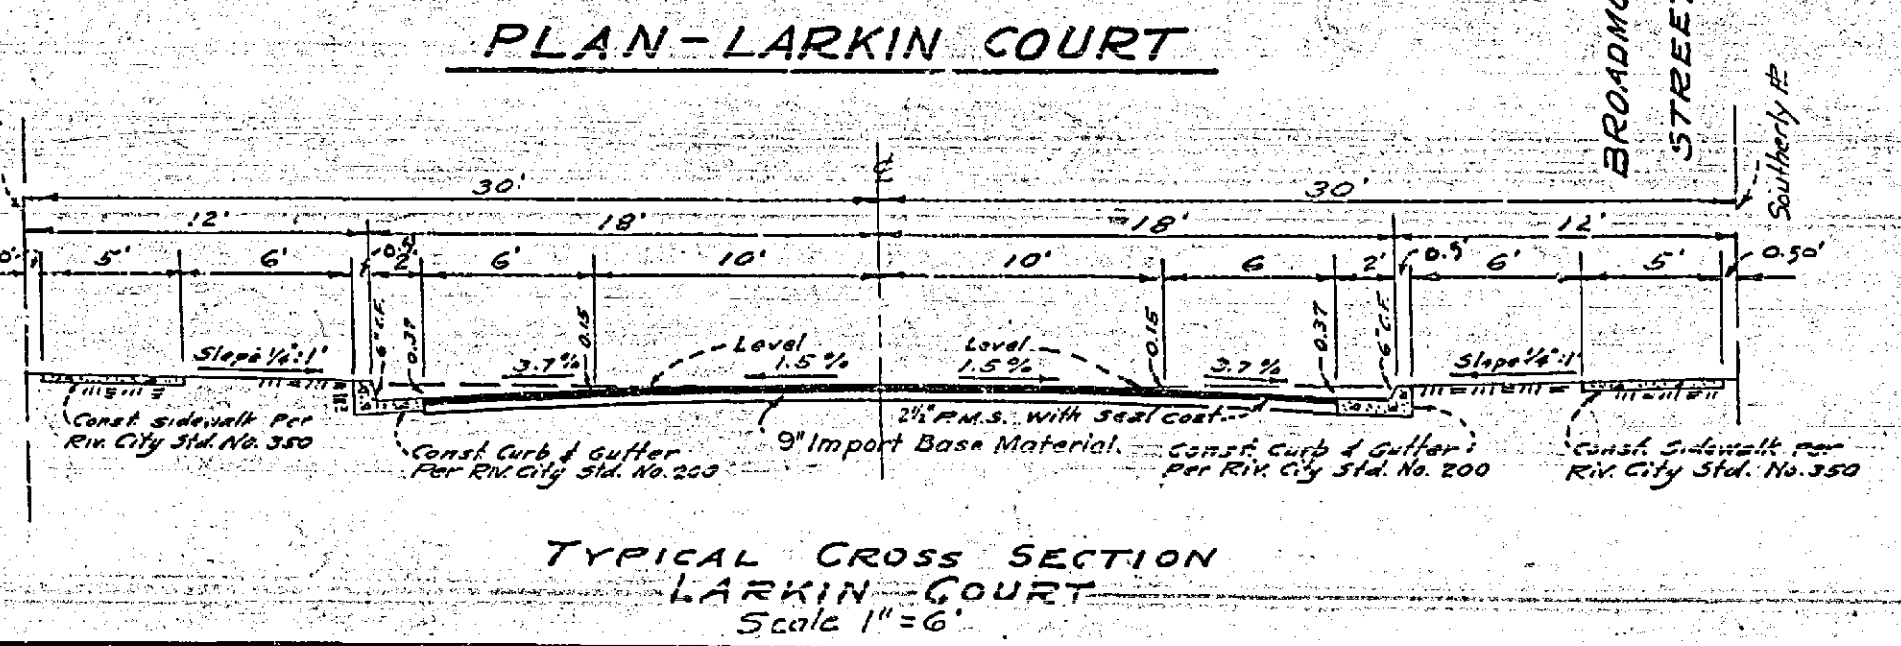 PLAN-LARKIN COURT
STREET
Southerly PL
CL
30' 30'
12' 18' 18' 12'
5' 6' 0.5' 2' 6' 10' 10' 6 2' 0.5' 6' 5' 0.50'
6" C.F. 0.37 0.15 0.15 0.37 6" C.F.
Slope 1/4":1' 3.7% Level 1.5% Level 1.5% 3.7% Slope 1/4":1'
Const. sidewalk Per
Riv. City Std. No. 350
Const. Curb & Gutter
Per Riv. City Std. No. 200
2 1/2" P.M.S. with seal coat
9" Import Base Material.
Const. Curb & Gutter
Per Riv. City Std. No. 200
Const. Sidewalk Per
Riv. City Std. No. 350
TYPICAL CROSS SECTION
LARKIN COURT
Scale 1"=6'